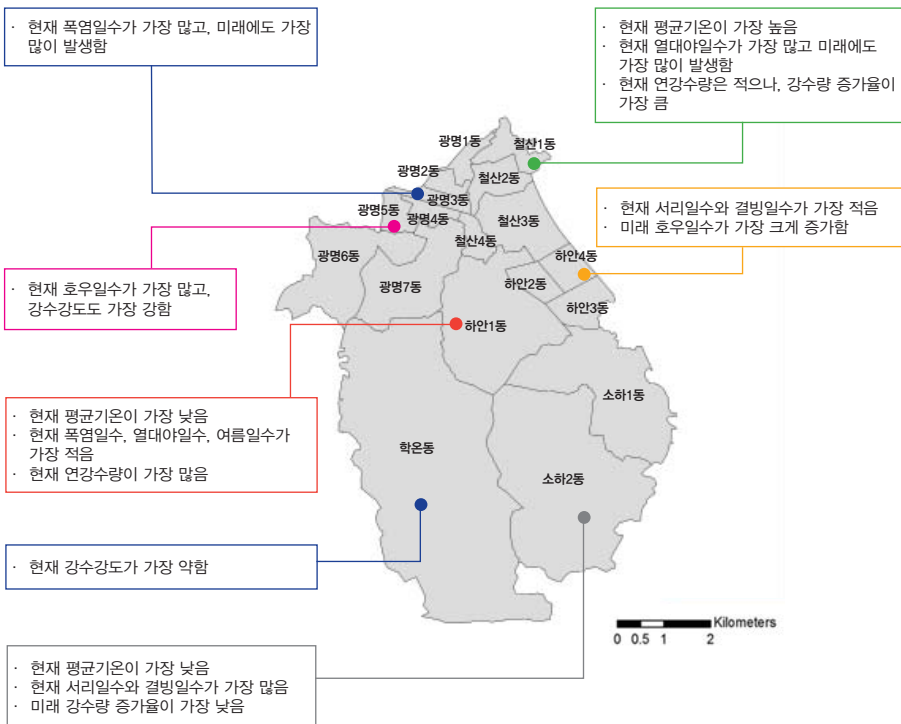 · 현재 폭염일수가 가장 많고, 미래에도 가장
많이 발생함
· 현재 평균기온이 가장 높음
· 현재 열대야일수가 가장 많고 미래에도
가장 많이 발생함
· 현재 연강수량은 적으나, 강수량 증가율이
가장 큼
광명1동
철산1동
광명2동
철산2동
광명3동
광명5동
광명4동
철산3동
· 현재 서리일수와 결빙일수가 가장 적음
· 미래 호우일수가 가장 크게 증가함
철산4동
광명6동
하안4동
광명7동
하안2동
하안3동
· 현재 호우일수가 가장 많고,
강수강도도 가장 강함
하안1동
소하1동
· 현재 평균기온이 가장 낮음
· 현재 폭염일수, 열대야일수, 여름일수가
가장 적음
· 현재 연강수량이 가장 많음
학온동
소하2동
· 현재 강수강도가 가장 약함
Kilometers
0 0.5 1 2
· 현재 평균기온이 가장 낮음
· 현재 서리일수와 결빙일수가 가장 많음
· 미래 강수량 증가율이 가장 낮음